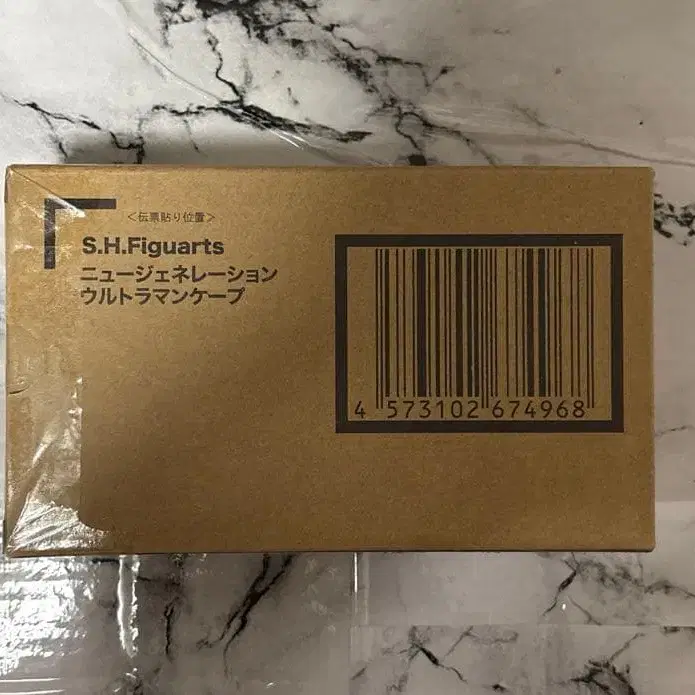 ＜伝票貼り位置＞
S.H.Figuarts
ニュージェネレーション
ウルトラマンケープ
4 573102 674968